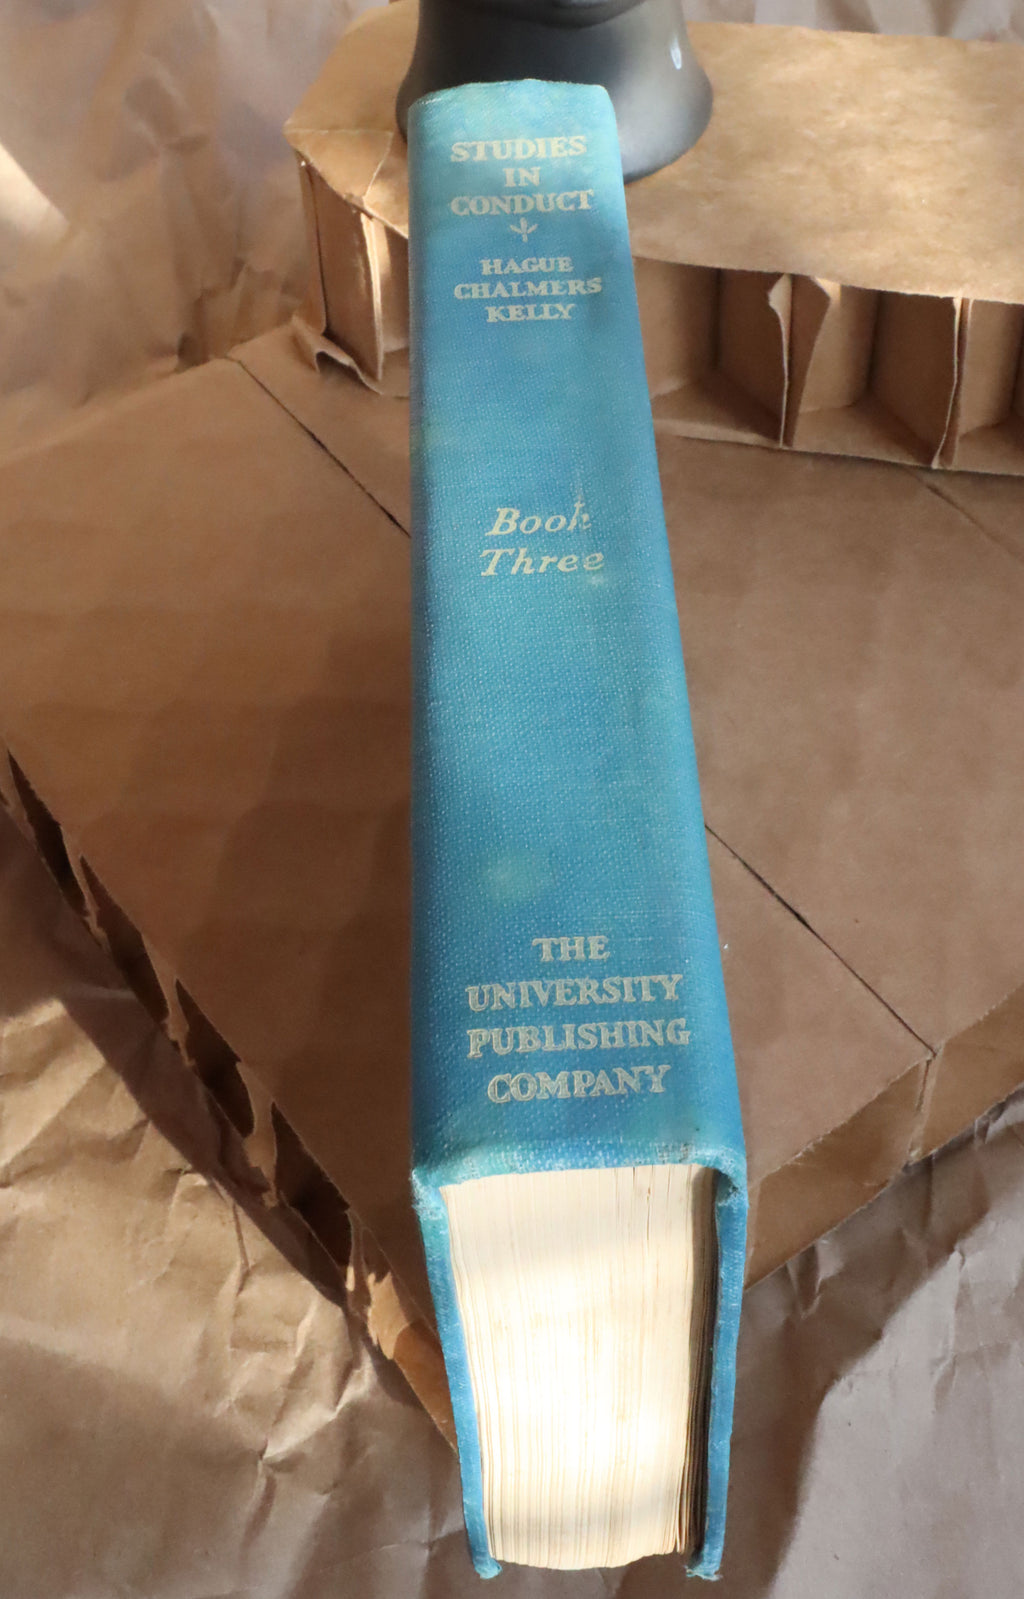 STUDIES
IN
CONDUCT
HAGUE
CHALMERS
KELLY
Book
Three
THE
UNIVERSITY
PUBLISHING
COMPANY